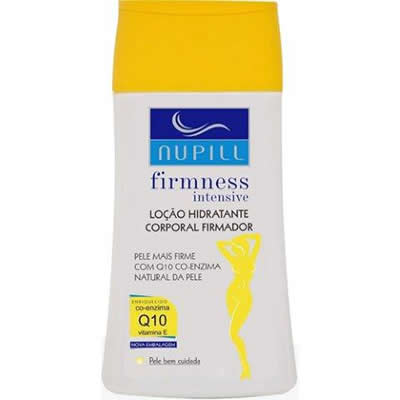 NUPILL
firmness
intensive
LOÇÃO HIDRATANTE
CORPORAL FIRMADOR
PELE MAIS FIRME
COM Q10 CO-ENZIMA
NATURAL DA PELE
ENRIQUECIDO
co-enzima
Q10
vitamina E
NOVA EMBALAGEM
Pele bem cuidada